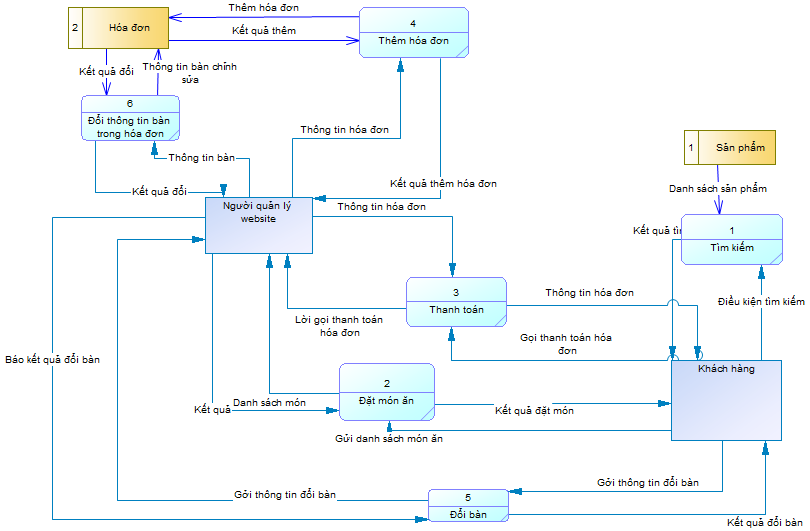 Thêm hóa đơn
2
Hóa đơn
Kết quả thêm
4
Thêm hóa đơn
Kết quả đổi
Thông tin bàn chỉnh
sửa
6
Đổi thông tin bàn
trong hóa đơn
Thông tin hóa đơn
1
Sản phẩm
Thông tin bàn
Kết quả đổi
Kết quả thêm hóa đơn
Danh sách sản phẩm
Người quản lý
website
Thông tin hóa đơn
Kết quả tì
1
Tìm kiếm
3
Thanh toán
Thông tin hóa đơn
Điều kiện tìm kiếm
Lời gọi thanh toán
hóa đơn
Gọi thanh toán hóa
đơn
Báo kết quả đổi bàn
Khách hàng
2
Đặt món ăn
Kết quả
Danh sách món
Kết quả đặt món
Gửi danh sách món ăn
Gởi thông tin đổi bàn
Gởi thông tin đổi bàn
5
Đổi bàn
Kết quả đổi bàn